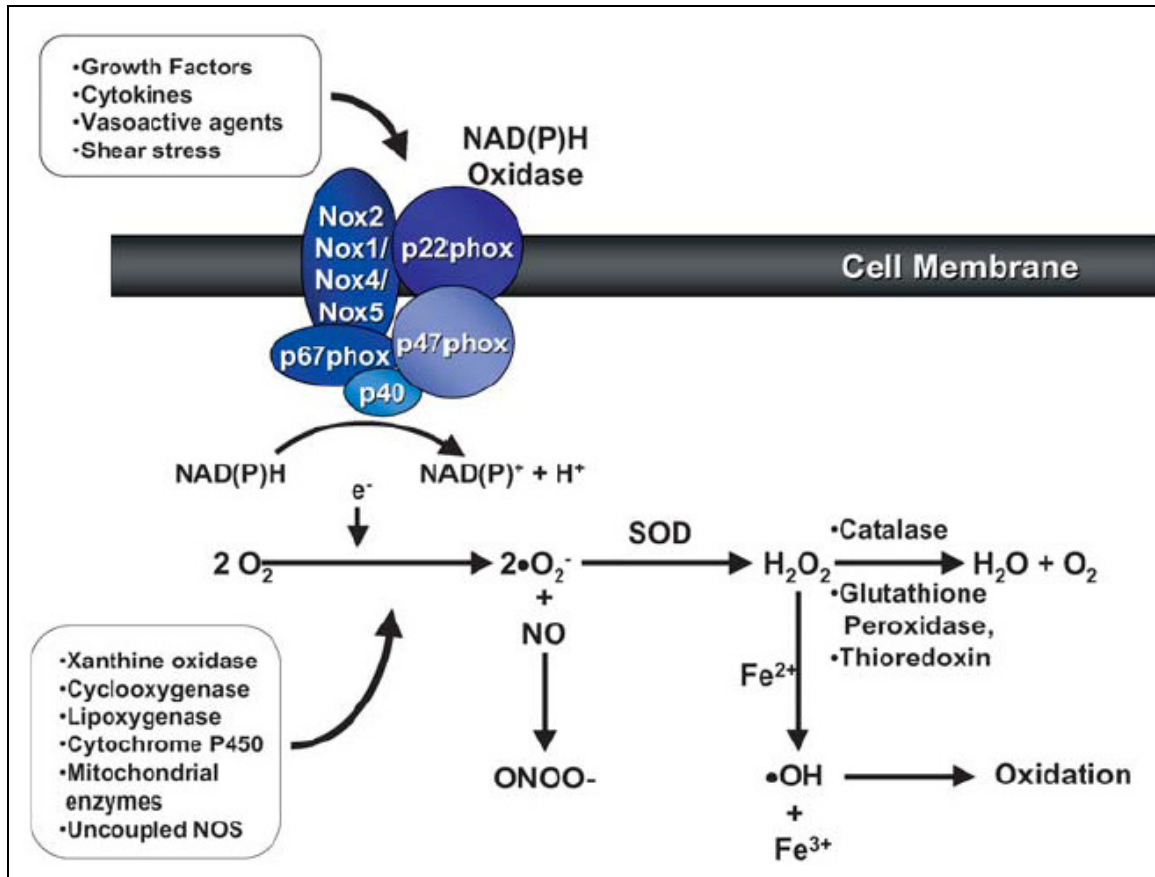 •Growth Factors
•Cytokines
•Vasoactive agents
•Shear stress
NAD(P)H
Oxidase
Nox2
Nox1/
Nox4/
Nox5
p22phox
Cell Membrane
p67phox
p47phox
p40
NAD(P)H
NAD(P)⁺ + H⁺
e⁻
2 O₂
2•O₂⁻
SOD
H₂O₂
•Catalase
H₂O + O₂
•Glutathione
Peroxidase,
•Thioredoxin
+
NO
ONOO-
Fe²⁺
•OH
+
Fe³⁺
Oxidation
•Xanthine oxidase
•Cyclooxygenase
•Lipoxygenase
•Cytochrome P450
•Mitochondrial
enzymes
•Uncoupled NOS